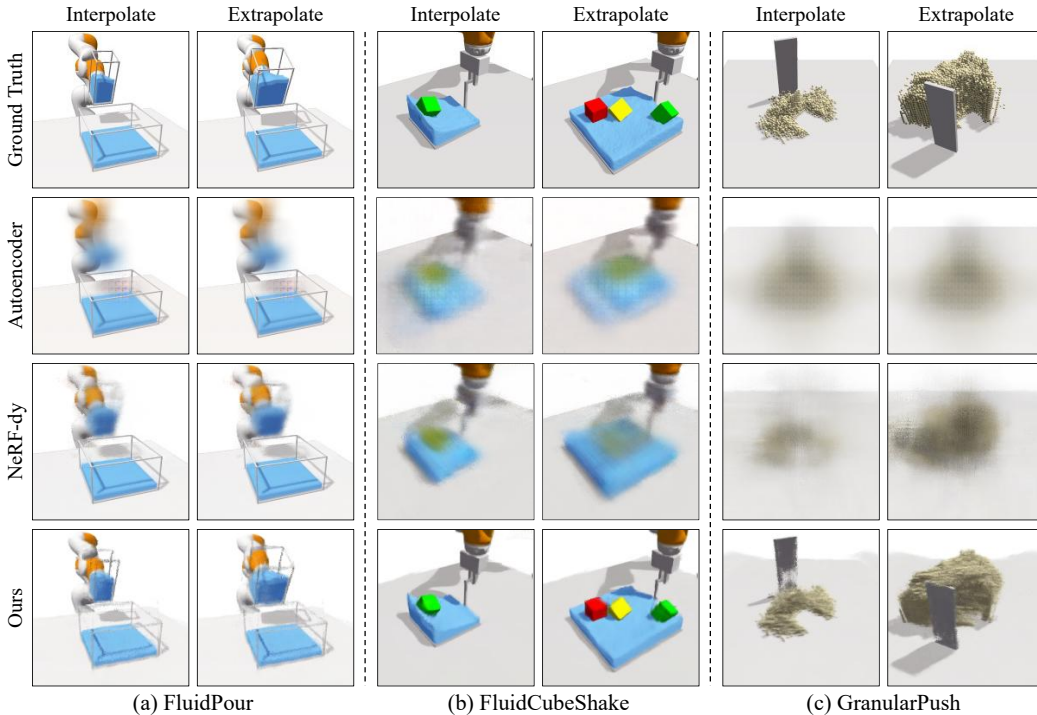 Interpolate Extrapolate Interpolate Extrapolate Interpolate Extrapolate
Ground Truth
Autoencoder
NeRF-dy
Ours
(a) FluidPour (b) FluidCubeShake (c) GranularPush